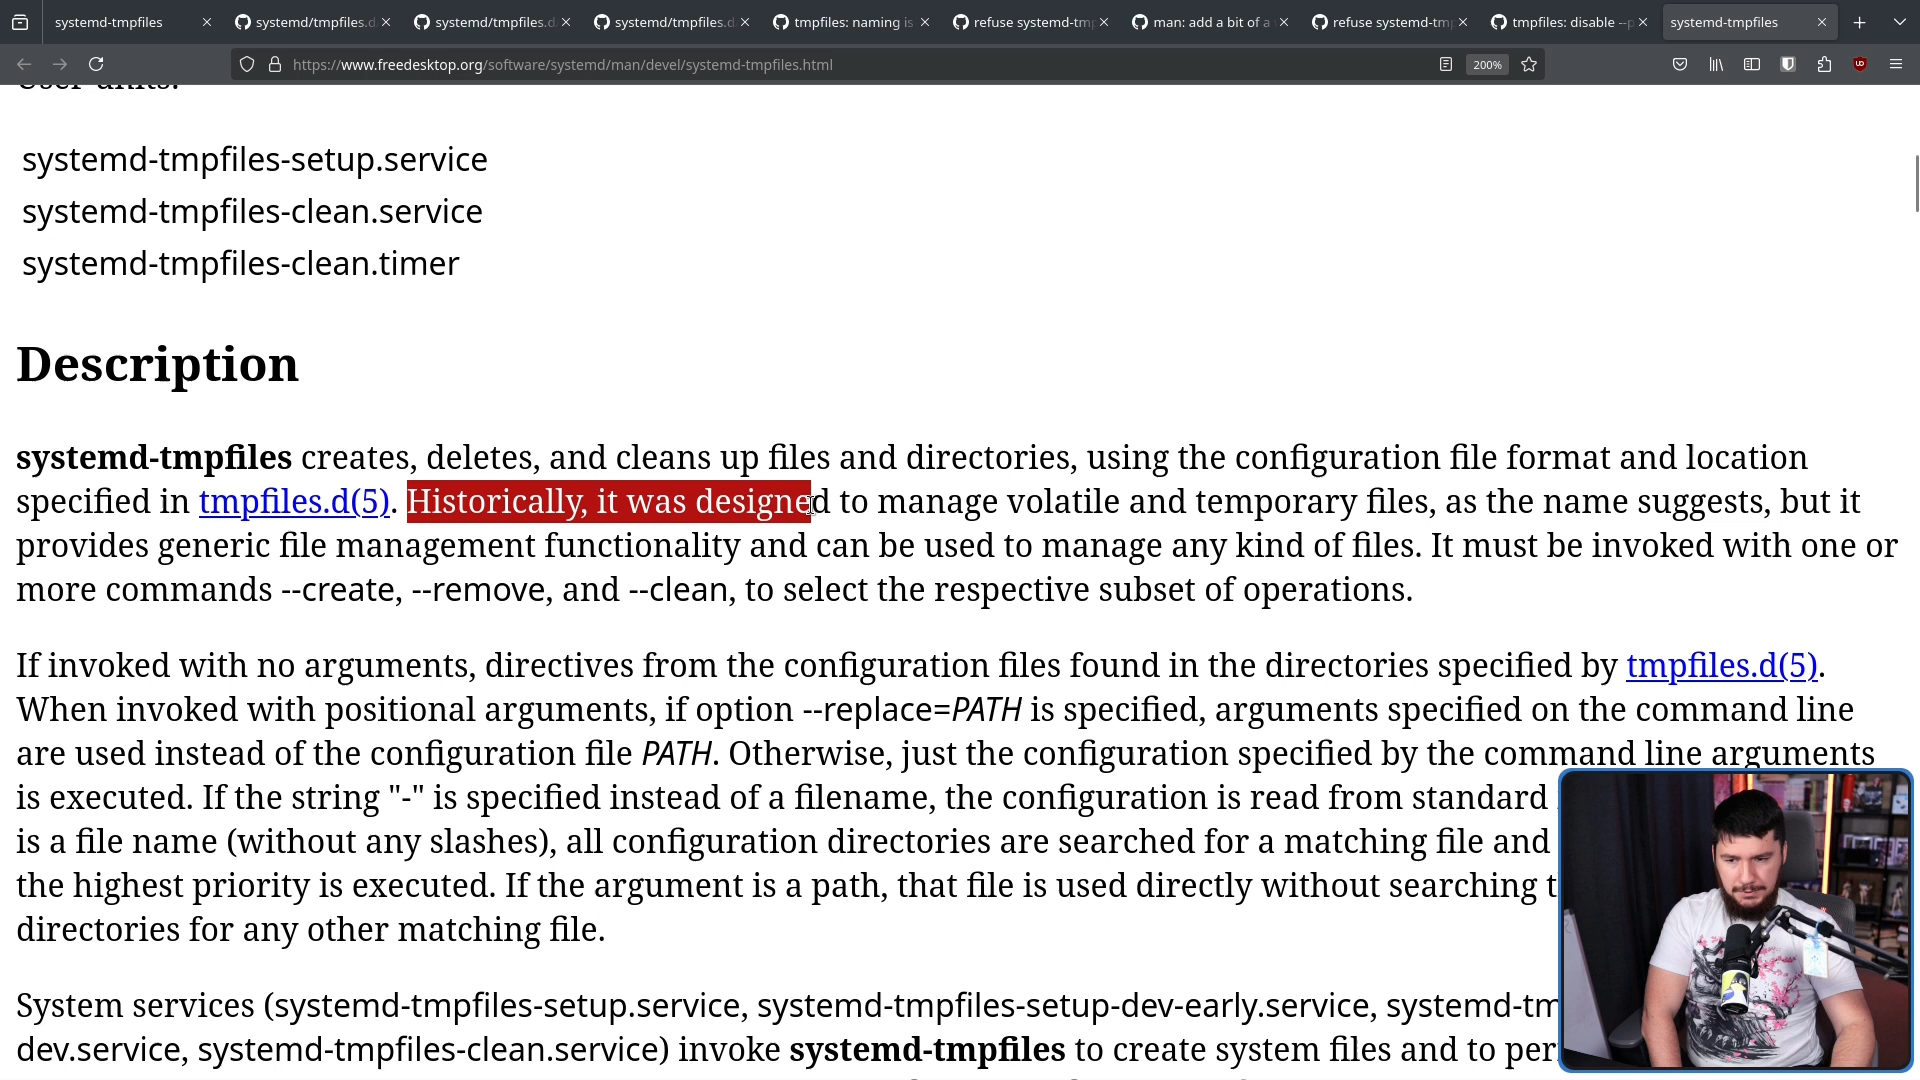 systemd-tmpfiles
systemd/tmpfiles.d
systemd/tmpfiles.d
systemd/tmpfiles.d
tmpfiles: naming is
refuse systemd-tmp
man: add a bit of a
refuse systemd-tmp
tmpfiles: disable --p
systemd-tmpfiles
https://www.freedesktop.org/software/systemd/man/devel/systemd-tmpfiles.html
200%
User units:
systemd-tmpfiles-setup.service
systemd-tmpfiles-clean.service
systemd-tmpfiles-clean.timer
Description
systemd-tmpfiles creates, deletes, and cleans up files and directories, using the configuration file format and location
specified in tmpfiles.d(5). Historically, it was designed to manage volatile and temporary files, as the name suggests, but it
provides generic file management functionality and can be used to manage any kind of files. It must be invoked with one or
more commands --create, --remove, and --clean, to select the respective subset of operations.
If invoked with no arguments, directives from the configuration files found in the directories specified by tmpfiles.d(5).
When invoked with positional arguments, if option --replace=PATH is specified, arguments specified on the command line
are used instead of the configuration file PATH. Otherwise, just the configuration specified by the command line arguments
is executed. If the string "-" is specified instead of a filename, the configuration is read from standard
is a file name (without any slashes), all configuration directories are searched for a matching file and
the highest priority is executed. If the argument is a path, that file is used directly without searching t
directories for any other matching file.
System services (systemd-tmpfiles-setup.service, systemd-tmpfiles-setup-dev-early.service, systemd-tm
dev.service, systemd-tmpfiles-clean.service) invoke systemd-tmpfiles to create system files and to per